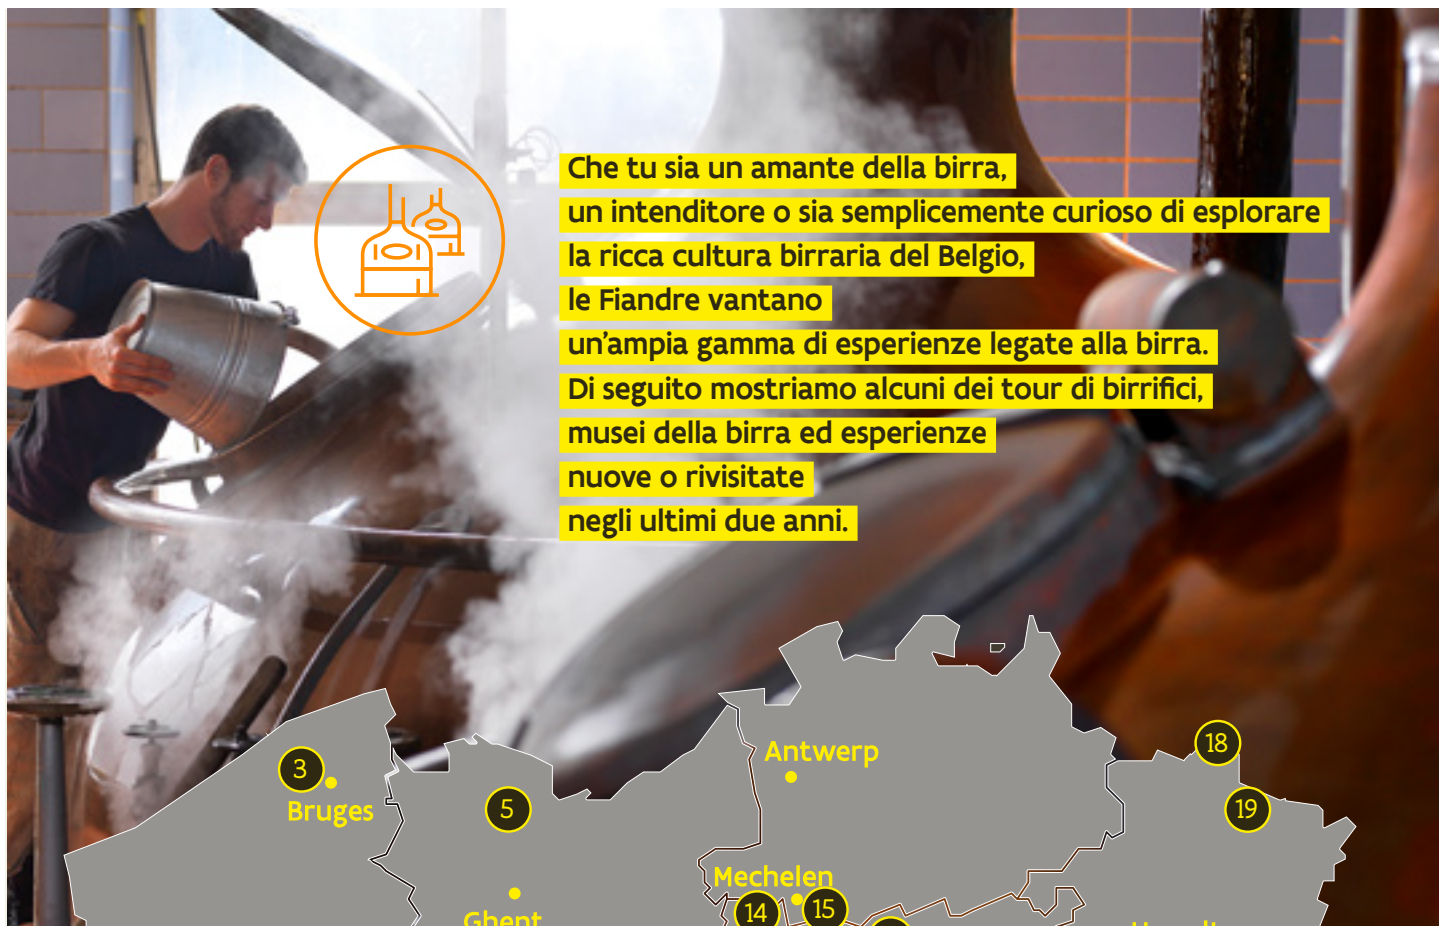 Che tu sia un amante della birra,
un intenditore o sia semplicemente curioso di esplorare
la ricca cultura birraria del Belgio,
le Fiandre vantano
un'ampia gamma di esperienze legate alla birra.
Di seguito mostriamo alcuni dei tour di birrifici,
musei della birra ed esperienze
nuove o rivisitate
negli ultimi due anni.
18
Antwerp
3
Bruges
5
19
Mechelen
14
15
Ghent